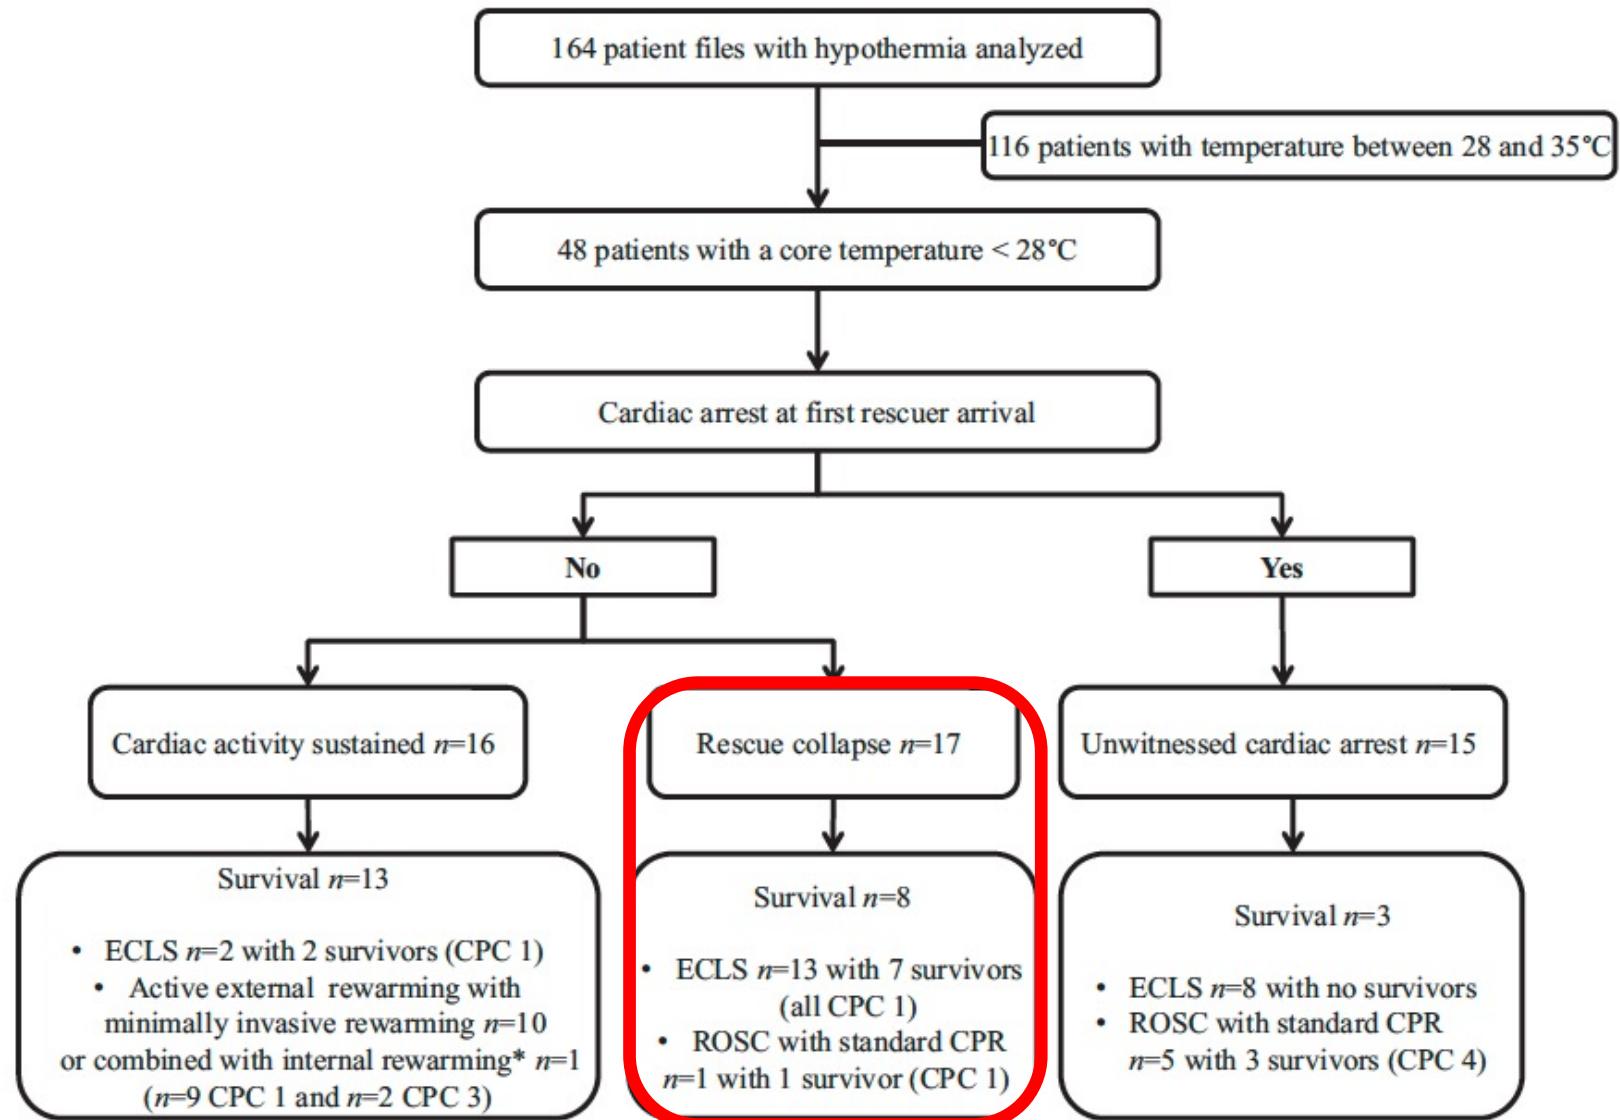 164 patient files with hypothermia analyzed
116 patients with temperature between 28 and 35°C
48 patients with a core temperature < 28°C
Cardiac arrest at first rescuer arrival
No
Yes
Cardiac activity sustained n=16
Rescue collapse n=17
Unwitnessed cardiac arrest n=15
Survival n=13
• ECLS n=2 with 2 survivors (CPC 1)
• Active external rewarming with
minimally invasive rewarming n=10
or combined with internal rewarming* n=1
(n=9 CPC 1 and n=2 CPC 3)
Survival n=8
• ECLS n=13 with 7 survivors
(all CPC 1)
• ROSC with standard CPR
n=1 with 1 survivor (CPC 1)
Survival n=3
• ECLS n=8 with no survivors
• ROSC with standard CPR
n=5 with 3 survivors (CPC 4)